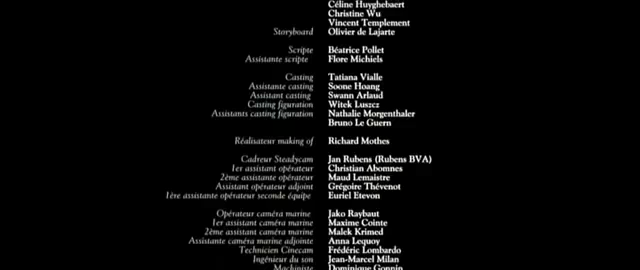 Céline Huyghebaert
Christine Wu
Vincent Templement
Storyboard Olivier de Lajarte
Scripte Béatrice Pollet
Assistante scripte Flore Michiels
Casting Tatiana Vialle
Assistante casting Soone Hoang
Assistant casting Swann Arlaud
Casting figuration Witek Luszcz
Assistants casting figuration Nathalie Morgenthaler
Bruno Le Guern
Réalisateur making of Richard Mothes
Cadreur Steadycam Jan Rubens (Rubens BVA)
1er assistant opérateur Christian Abomnes
2ème assistante opérateur Maud Lemaistre
Assistant opérateur adjoint Grégoire Thévenot
1ère assistante opérateur seconde équipe Euriel Etevon
Opérateur caméra marine Jako Raybaut
1er assistant caméra marine Maxime Cointe
2ème assistant caméra marine Malek Krimed
Assistante caméra marine adjointe Anna Lequoy
Technicien Cinecam Frédéric Lombardo
Ingénieur du son Jean-Marcel Milan
Machiniste Dominique Gonnin